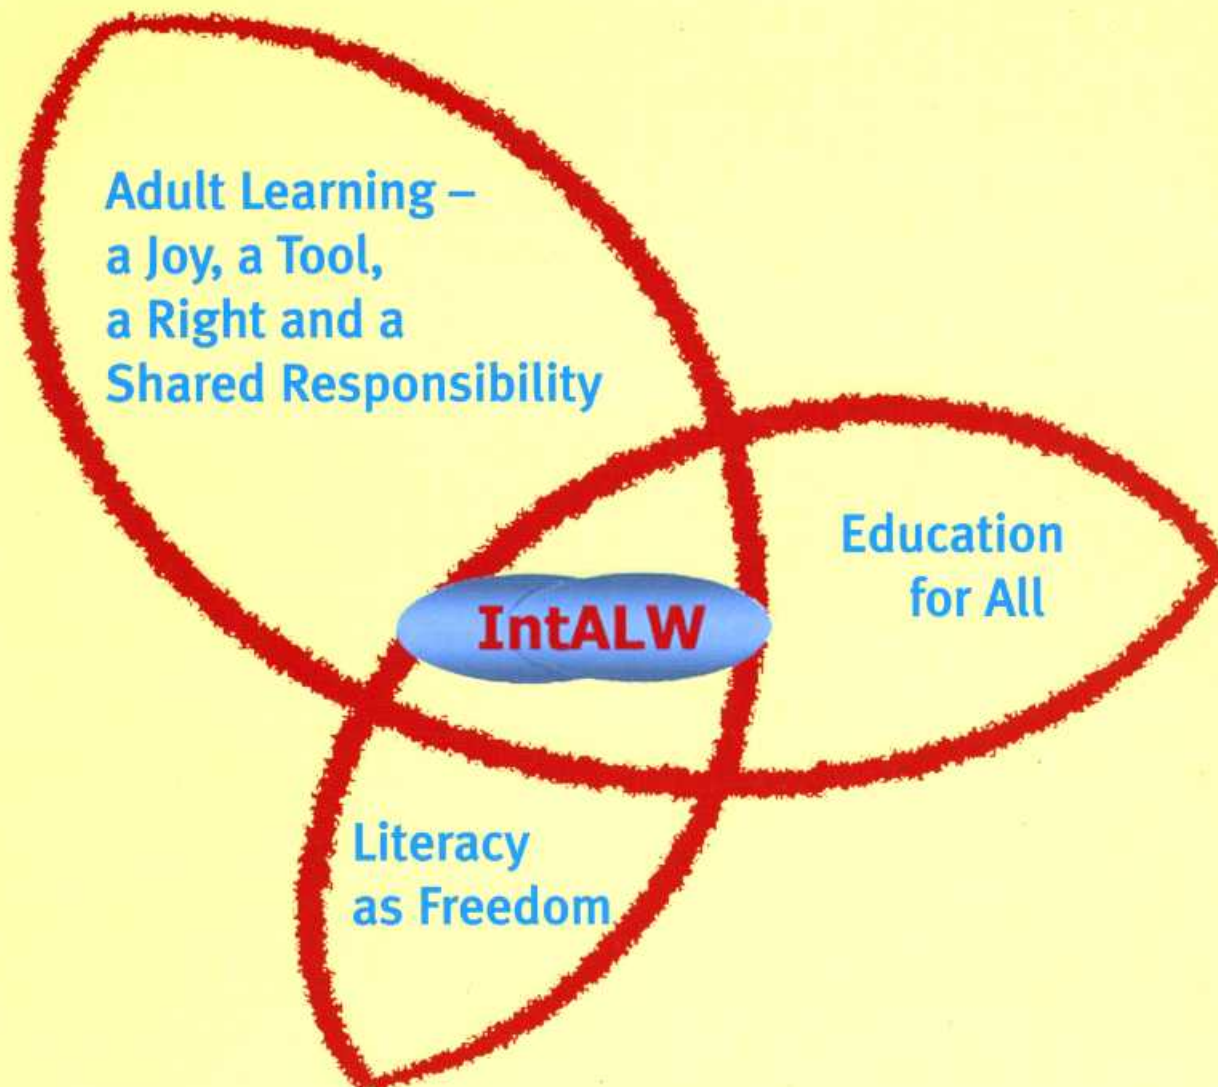 Adult Learning –
a Joy, a Tool,
a Right and a
Shared Responsibility
Education
for All
IntALW
Literacy
as Freedom